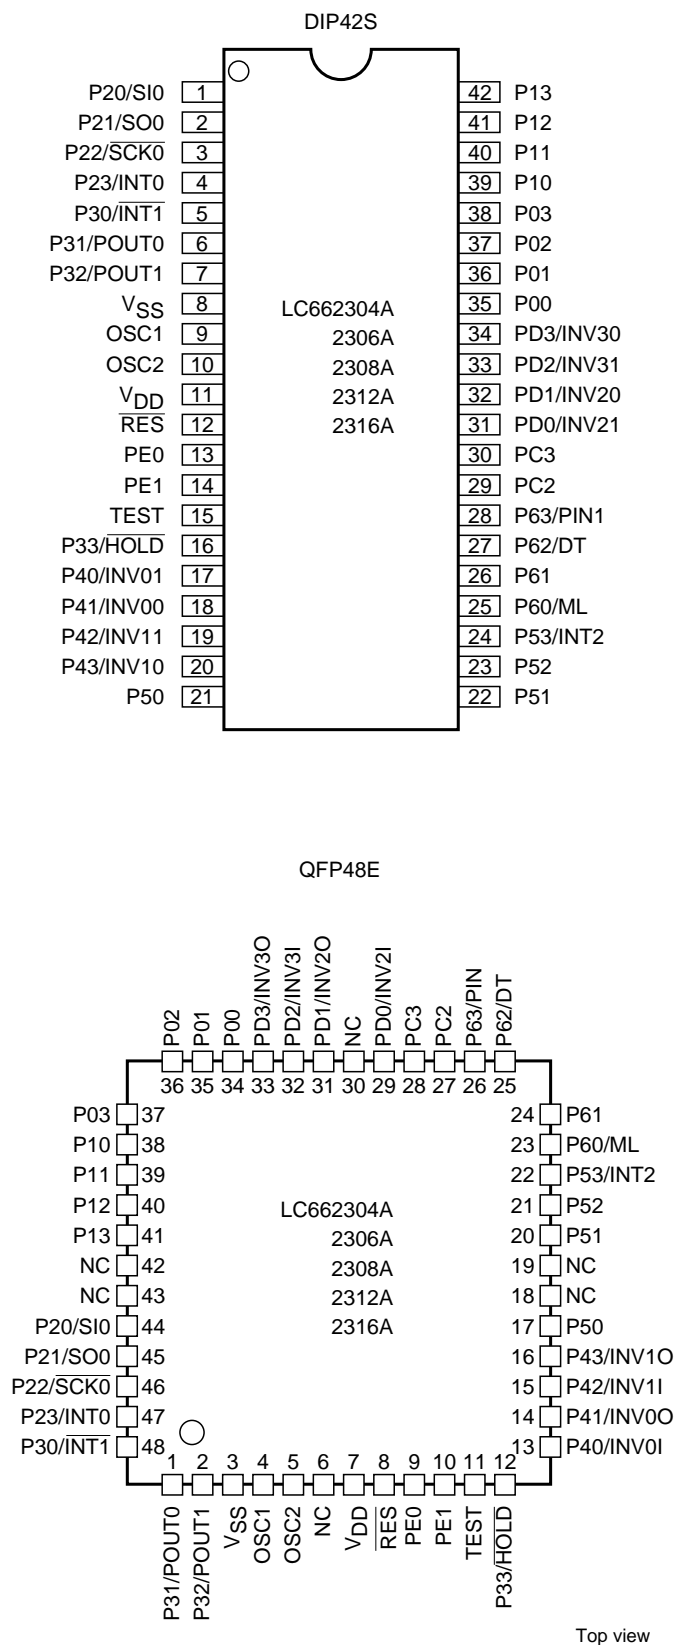 DIP42S
P20/SI0 1 42 P13
P21/SO0 2 41 P12
P22/SCK0 3 40 P11
P23/INT0 4 39 P10
P30/INT1 5 38 P03
P31/POUT0 6 37 P02
P32/POUT1 7 36 P01
VSS 8 35 P00
OSC1 9 LC662304A 34 PD3/INV30
OSC2 10 2306A 33 PD2/INV31
VDD 11 2308A 32 PD1/INV20
RES 12 2312A 31 PD0/INV21
PE0 13 2316A 30 PC3
PE1 14 29 PC2
TEST 15 28 P63/PIN1
P33/HOLD 16 27 P62/DT
P40/INV01 17 26 P61
P41/INV00 18 25 P60/ML
P42/INV11 19 24 P53/INT2
P43/INV10 20 23 P52
P50 21 22 P51
QFP48E
P02 P01 P00 PD3/INV3O PD2/INV3I PD1/INV2O NC PD0/INV2I PC3 PC2 P63/PIN P62/DT
36 35 34 33 32 31 30 29 28 27 26 25
P03 37 24 P61
P10 38 23 P60/ML
P11 39 22 P53/INT2
P12 40 LC662304A 21 P52
P13 41 2306A 20 P51
NC 42 2308A 19 NC
NC 43 2312A 18 NC
P20/SI0 44 2316A 17 P50
P21/SO0 45 16 P43/INV1O
P22/SCK0 46 15 P42/INV1I
P23/INT0 47 14 P41/INV0O
P30/INT1 48 13 P40/INV0I
1 2 3 4 5 6 7 8 9 10 11 12
P31/POUT0 P32/POUT1 VSS OSC1 OSC2 NC VDD RES PE0 PE1 TEST P33/HOLD
Top view